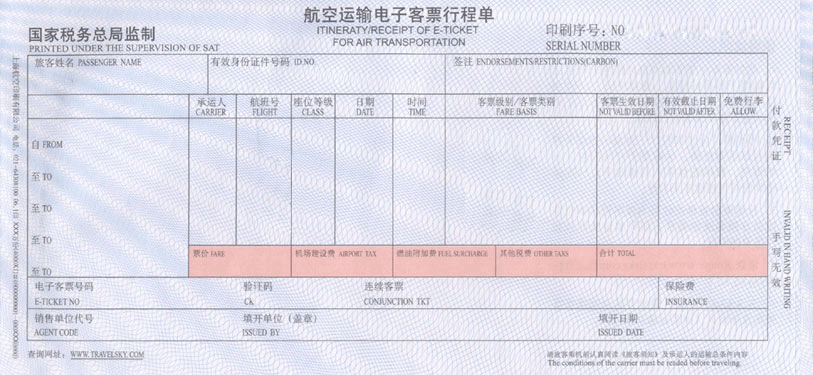 航空运输电子客票行程单
ITINERATY/RECEIPT OF E-TICKET
FOR AIR TRANSPORTATION
国家税务总局监制
PRINTED UNDER THE SUPERVISION OF SAT
印刷序号: NO
SERIAL NUMBER
旅客姓名 PASSENGER NAME 有效身份证件号码 ID.NO. 签注 ENDORSEMENTS/RESTRICTIONS(CARBON)
承运人 航班号 座位等级 日期 时间 客票级别/客票类别 客票生效日期 有效截止日期 免费行李
CARRIER FLIGHT CLASS DATE TIME FARE BASIS NOT VALID BEFORE NOT VALID AFTER ALLOW.
自 FROM
至 TO
至 TO
至 TO
至 TO
票价 FARE 机场建设费 AIRPORT TAX 燃油附加费 FUEL SURCHARGE 其他税费 OTHER TAXS 合计 TOTAL
电子客票号码 验证码 连续客票 保险费
E-TICKET NO CK CONJUNCTION TKT INSURANCE
销售单位代号 填开单位（盖章） 填开日期
AGENT CODE ISSUED BY ISSUED DATE
查询网址: WWW.TRAVELSKY.COM
请旅客乘机前认真阅读《旅客须知》及承运人的运输总条件内容
The conditions of the carrier must be readed before traveling.
付款凭证 RECEIPT
手写无效 INVALID IN HAND WRITING